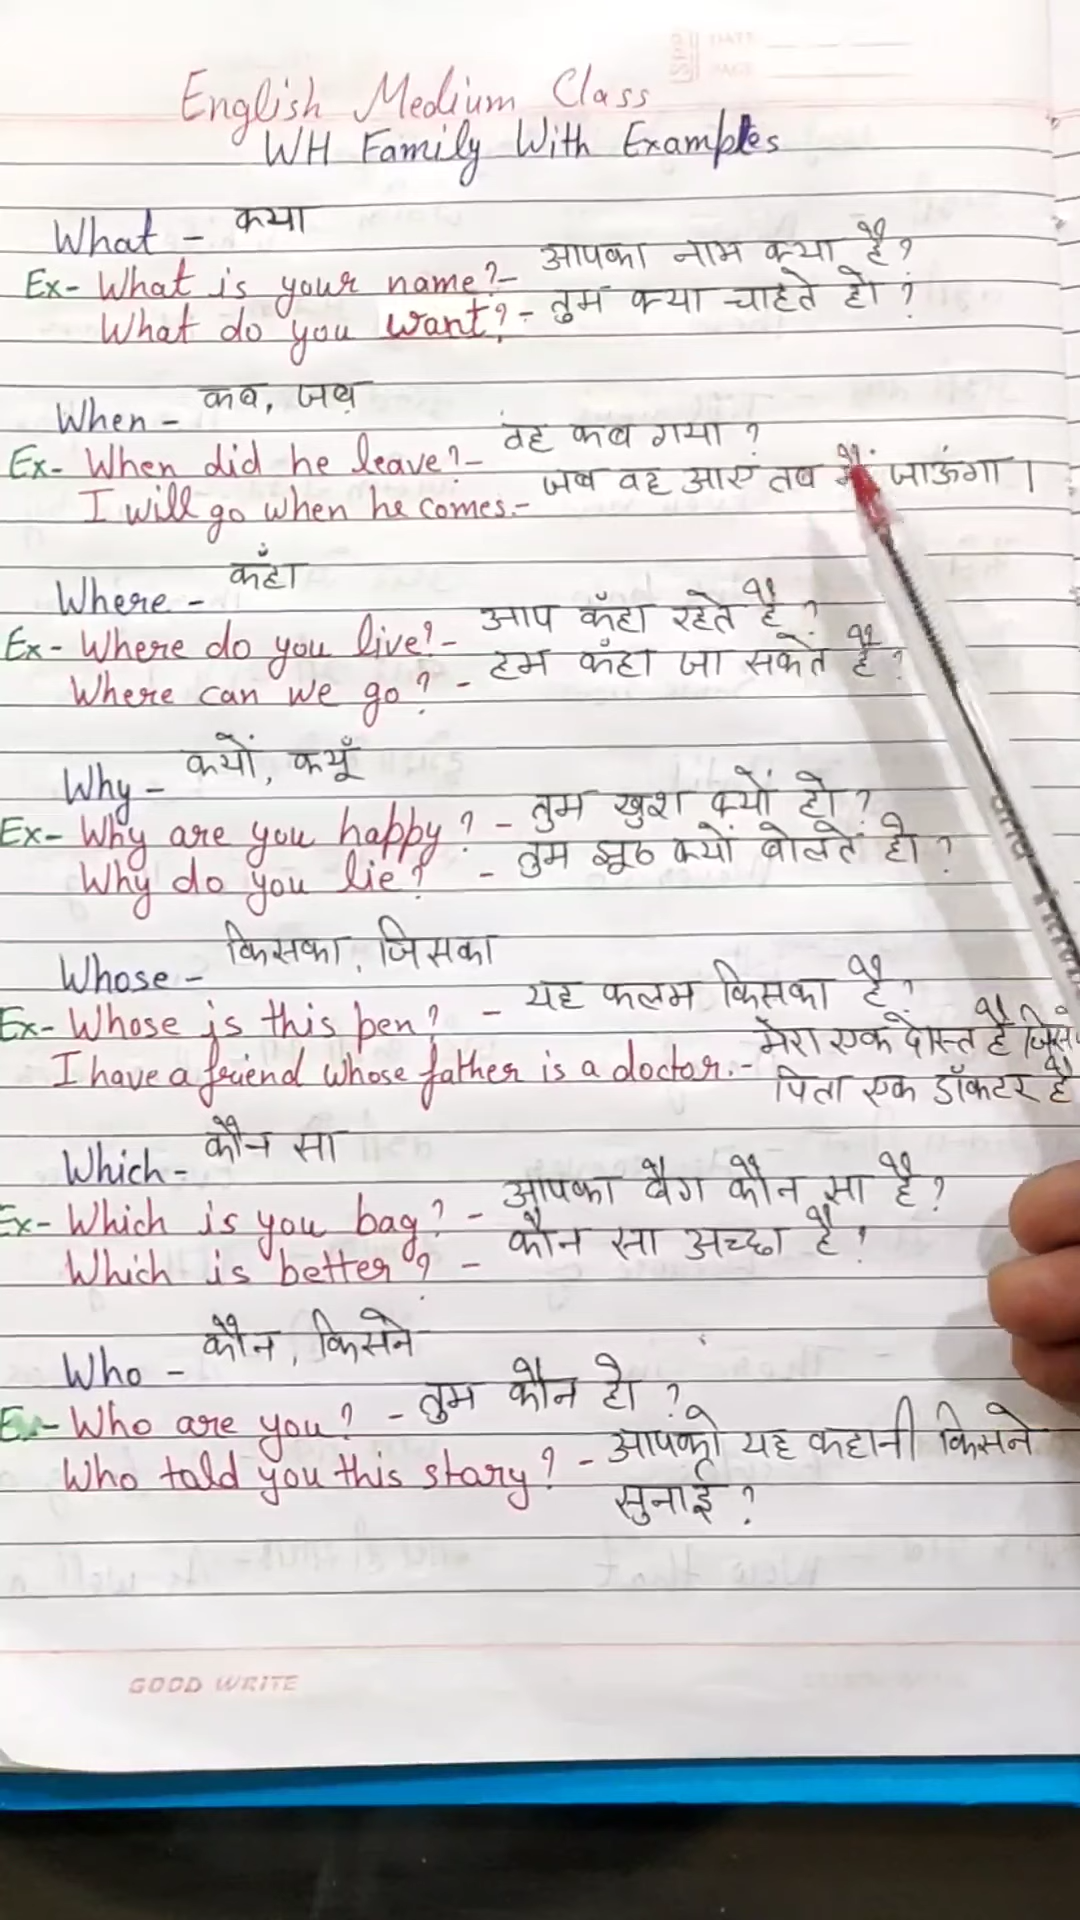 DATE
PAGE
English Medium Class
WH Family With Examples
What - क्या
Ex- What is your name?- आपका नाम क्या है?
What do you want?- तुम क्या चाहते हो?
When - कब, जब
Ex- When did he leave?- वह कब गया?
I will go when he comes.- जब वह आएं तब मैं जाऊंगा।
Where - कँहा
Ex- Where do you live?- आप कँहा रहेते है?
Where can we go? - हम कँहा जा सकेते है?
Why - क्यों, क्यूँ
Ex- Why are you happy? - तुम खुश क्यों हो?
Why do you lie? - तुम झूठ क्यों बोलते हो?
Whose - किसका, जिसका
Ex- Whose is this pen? - यह कलम किसका है?
I have a friend whose father is a doctor.- मेरा एक दोस्त है
पिता एक डॉक्टर है
Which- कौन सा
Ex- Which is you bag? - आपका बैग कौन सा है?
Which is better? - कौन सा अच्छा है?
Who - कौन, किसने
Ex- Who are you? - तुम कौन हो?
Who told you this story? - आपको यह कहानी किसने
सुनाई?
GOOD WRITE